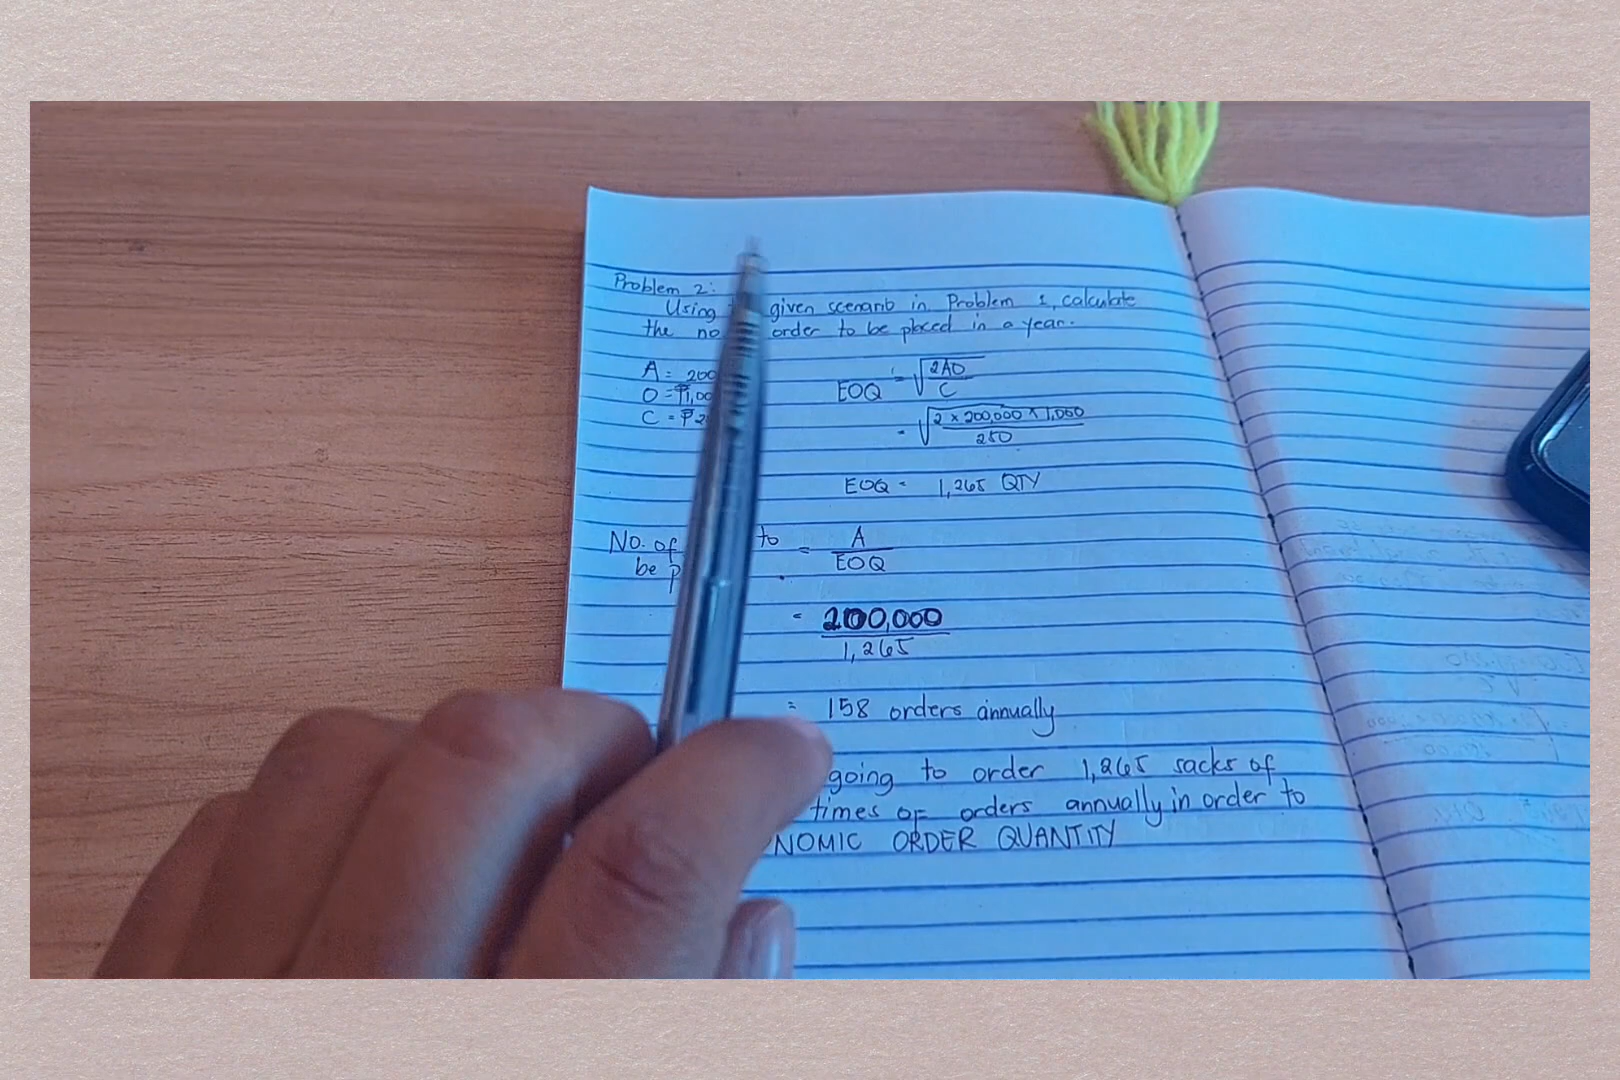 Problem 2:
Using given scenario in Problem 1, calculate
the no order to be placed in a year.
A = 200
O = ₱1,00
C = ₱2
EOQ = √2AO
C
= √2 × 200,000 × 1,000
250
EOQ = 1,265 QTY
No. of to = A
be p EOQ
= 200,000
1,265
= 158 orders annually
going to order 1,265 sacks of
times of orders annually in order to
NOMIC ORDER QUANTITY